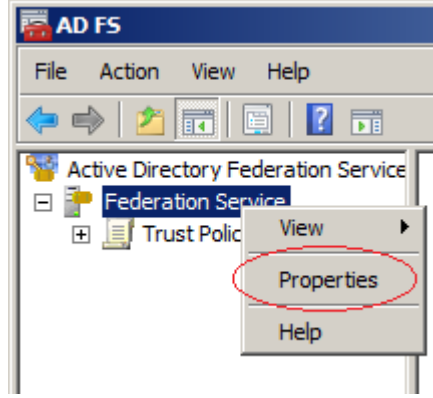 AD FS
File Action View Help
Active Directory Federation Service
Federation Service
Trust Polic
View
Properties
Help